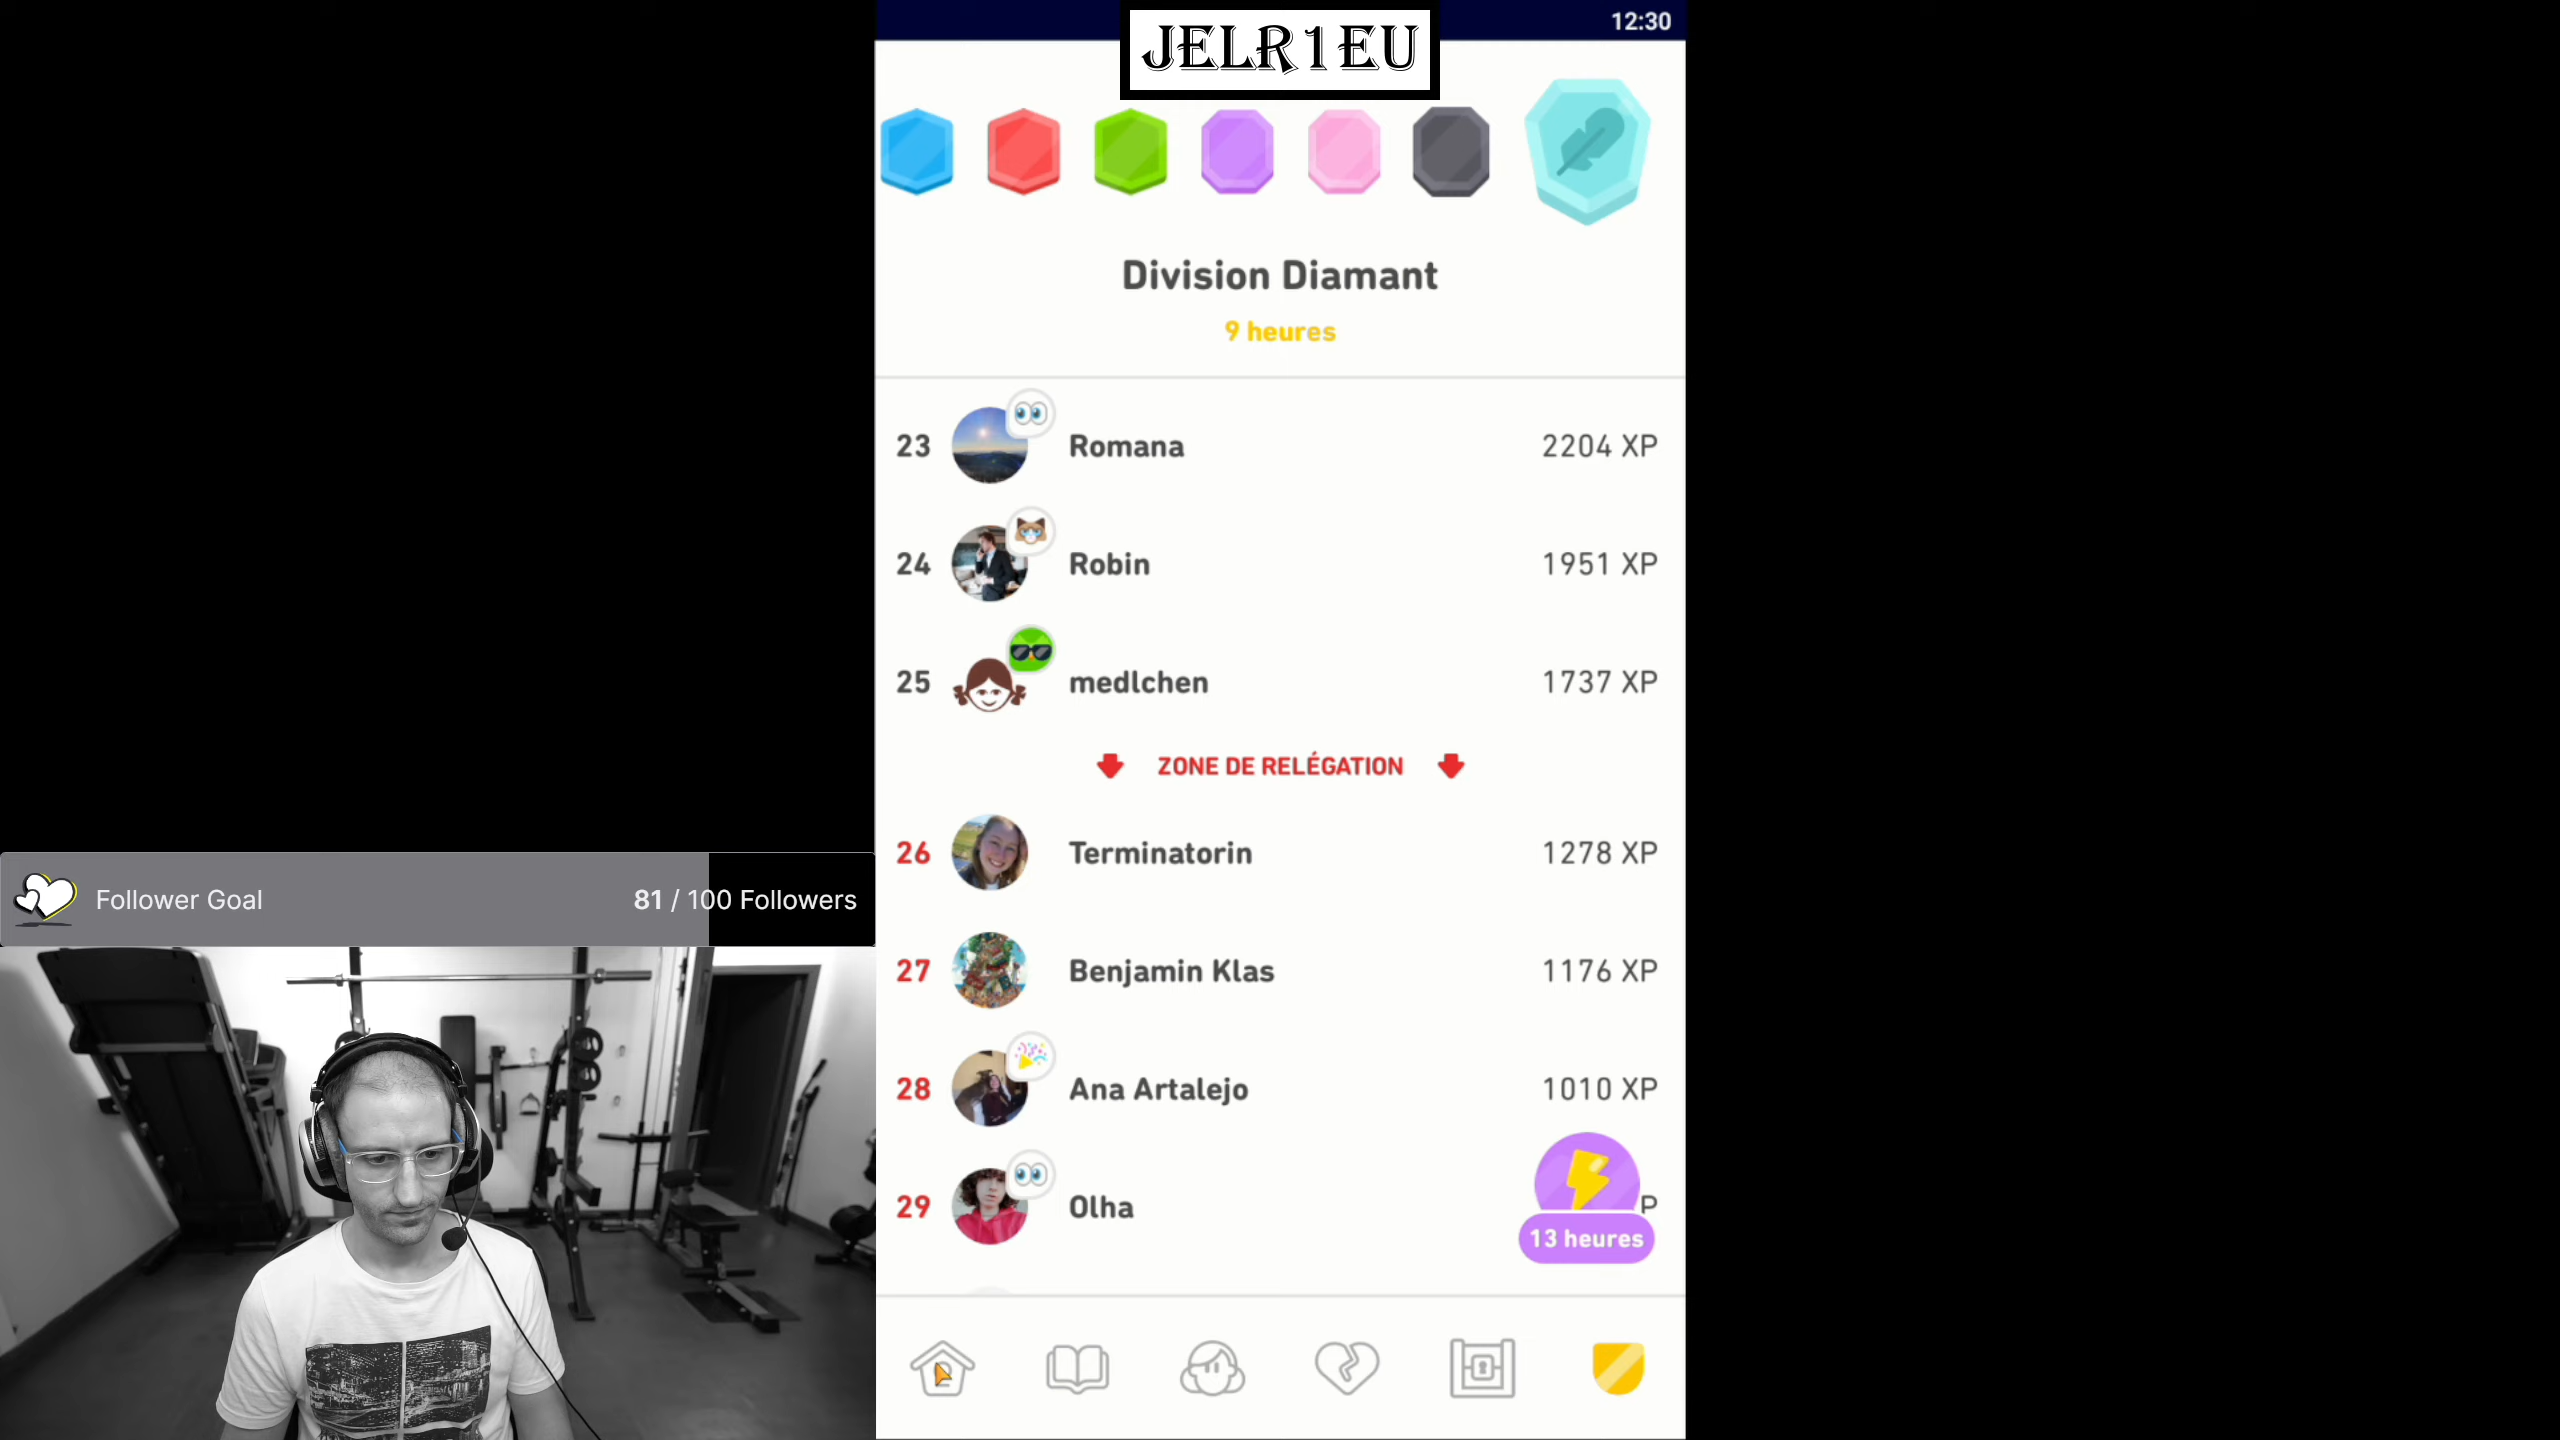 JELR1EU
12:30
Division Diamant
9 heures
23 Romana 2204 XP
24 Robin 1951 XP
25 medlchen 1737 XP
ZONE DE RELÉGATION
26 Terminatorin 1278 XP
27 Benjamin Klas 1176 XP
28 Ana Artalejo 1010 XP
29 Olha P
13 heures
Follower Goal 81 / 100 Followers